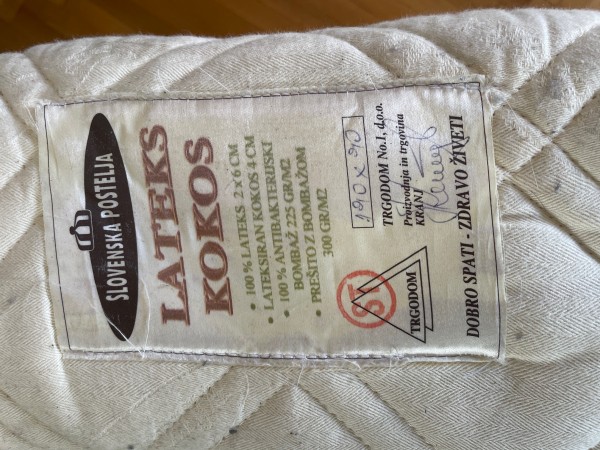 SLOVENSKA POSTELJA
LATEKS
KOKOS
• 100 % LATEKS 2 x 6 CM
• LATEKSIRAN KOKOS 4 CM
• 100 % ANTIBAKTERIJSKI
BOMBAŽ 225 GR/M2
• PREŠITO Z BOMBAŽOM
300 GR/M2
190 x 90
TRGODOM No.1, d.o.o.
Proizvodnja in trgovina
KRANJ
ST
TRGODOM
DOBRO SPATI - ZDRAVO ŽIVETI